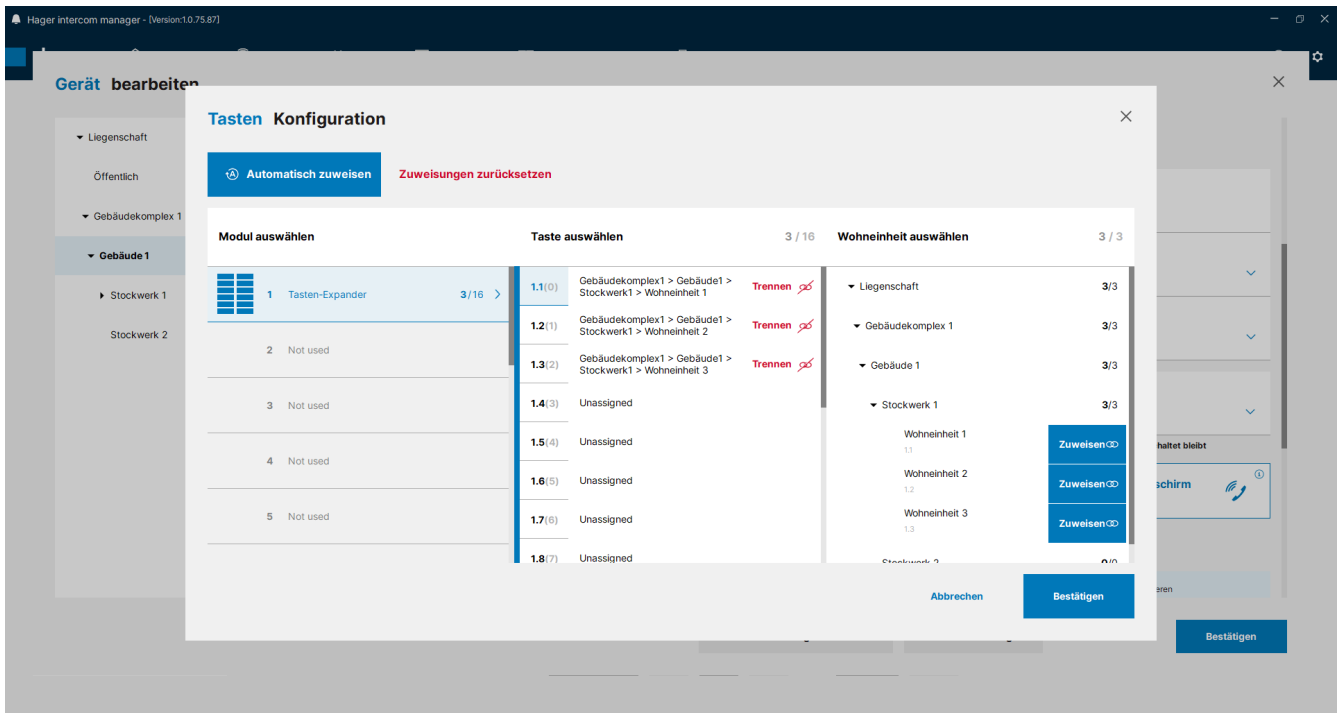 Hager intercom manager - [Version:1.0.75.87]
Gerät bearbeiten
Liegenschaft
Öffentlich
Gebäudekomplex 1
Gebäude 1
Stockwerk 1
Stockwerk 2
Tasten Konfiguration
Automatisch zuweisen
Zuweisungen zurücksetzen
Modul auswählen
1 Tasten-Expander 3/16
2 Not used
3 Not used
4 Not used
5 Not used
Taste auswählen 3 / 16
1.1(0) Gebäudekomplex1 > Gebäude1 >
Stockwerk1 > Wohneinheit 1 Trennen
1.2(1) Gebäudekomplex1 > Gebäude1 >
Stockwerk1 > Wohneinheit 2 Trennen
1.3(2) Gebäudekomplex1 > Gebäude1 >
Stockwerk1 > Wohneinheit 3 Trennen
1.4(3) Unassigned
1.5(4) Unassigned
1.6(5) Unassigned
1.7(6) Unassigned
1.8(7) Unassigned
Wohneinheit auswählen 3 / 3
Liegenschaft 3/3
Gebäudekomplex 1 3/3
Gebäude 1 3/3
Stockwerk 1 3/3
Wohneinheit 1 Zuweisen
1.1
Wohneinheit 2 Zuweisen
1.2
Wohneinheit 3 Zuweisen
1.3
Stockwerk 2 0/0
Abbrechen
Bestätigen
haltet bleibt
schirm
eren
Bestätigen